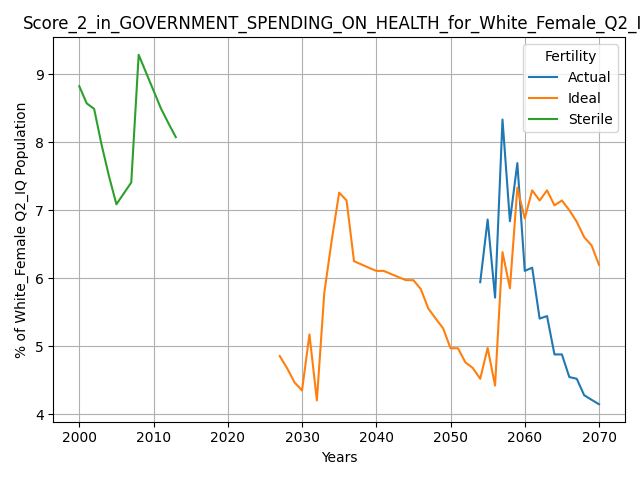 Score_2_in_GOVERNMENT_SPENDING_ON_HEALTH_for_White_Female_Q2_I
Fertility
Actual
Ideal
Sterile
9
8
7
6
5
4
% of White_Female Q2_IQ Population
2000 2010 2020 2030 2040 2050 2060 2070
Years